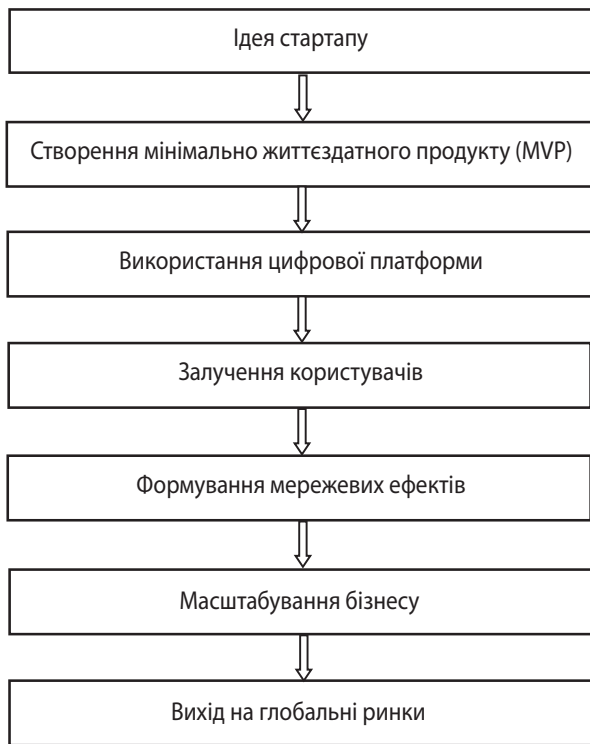 Ідея стартапу
Створення мінімально життєздатного продукту (MVP)
Використання цифрової платформи
Залучення користувачів
Формування мережевих ефектів
Масштабування бізнесу
Вихід на глобальні ринки